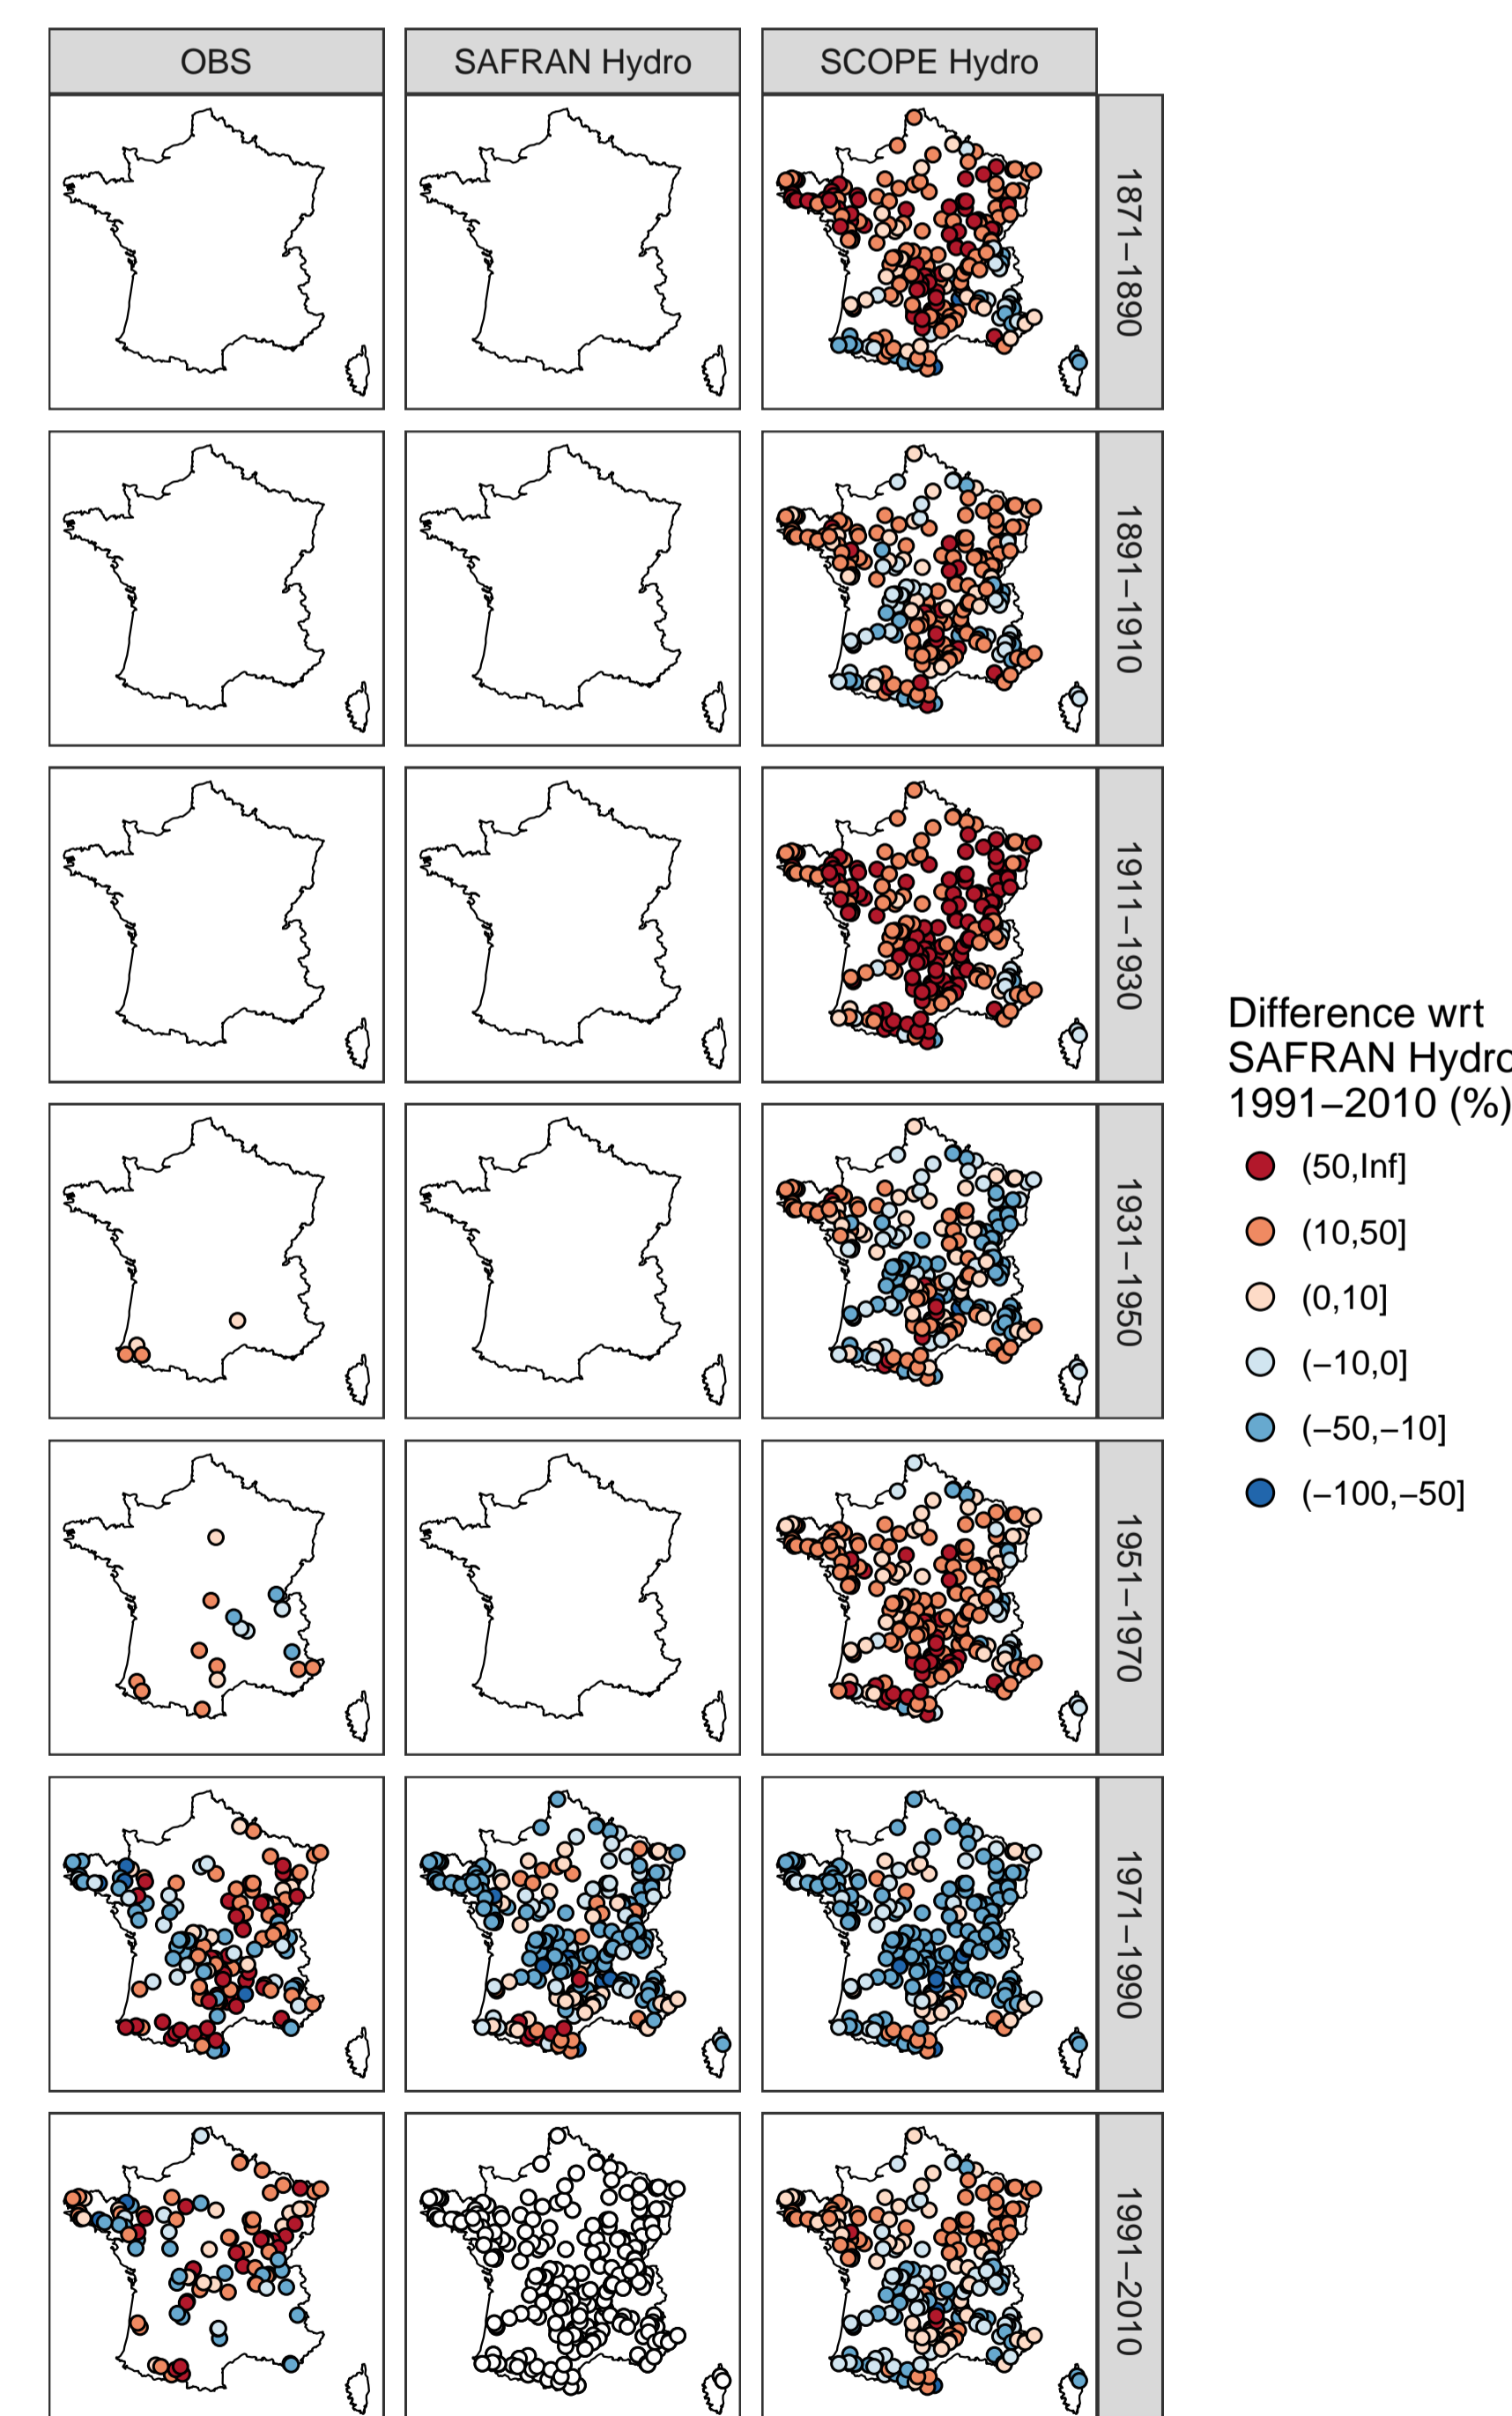 OBS
SAFRAN Hydro
SCOPE Hydro
1871–1890
1891–1910
1911–1930
1931–1950
1951–1970
1971–1990
1991–2010
Difference wrt
SAFRAN Hydro
1991–2010 (%)
(50,Inf]
(10,50]
(0,10]
(–10,0]
(–50,–10]
(–100,–50]